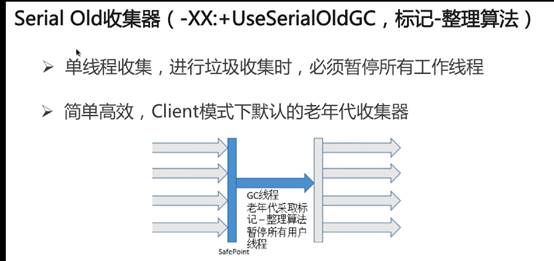 Serial Old收集器（-XX:+UseSerialOldGC，标记-整理算法）
单线程收集，进行垃圾收集时，必须暂停所有工作线程
简单高效，Client模式下默认的老年代收集器
GC线程
老年代采取标
记－整理算法
暂停所有用户
线程
SafePoint